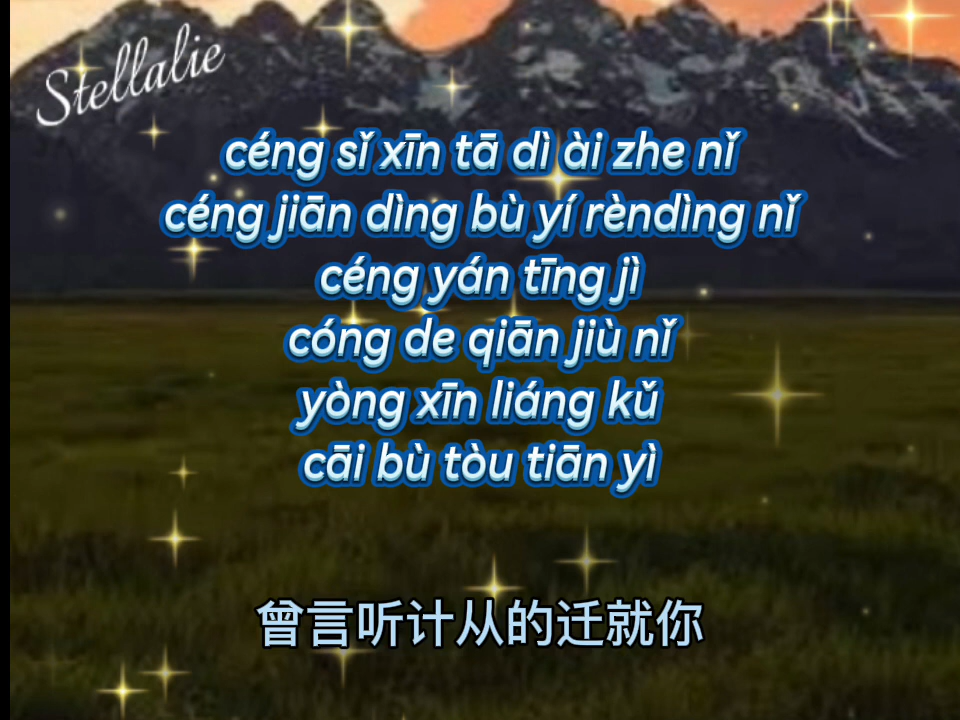 Stellalie
céng sǐ xīn tā dì ài zhe nǐ
céng jiān dìng bù yí rèndìng nǐ
céng yán tīng jì
cóng de qiān jiù nǐ
yòng xīn liáng kǔ
cāi bù tòu tiān yì
曾言听计从的迁就你